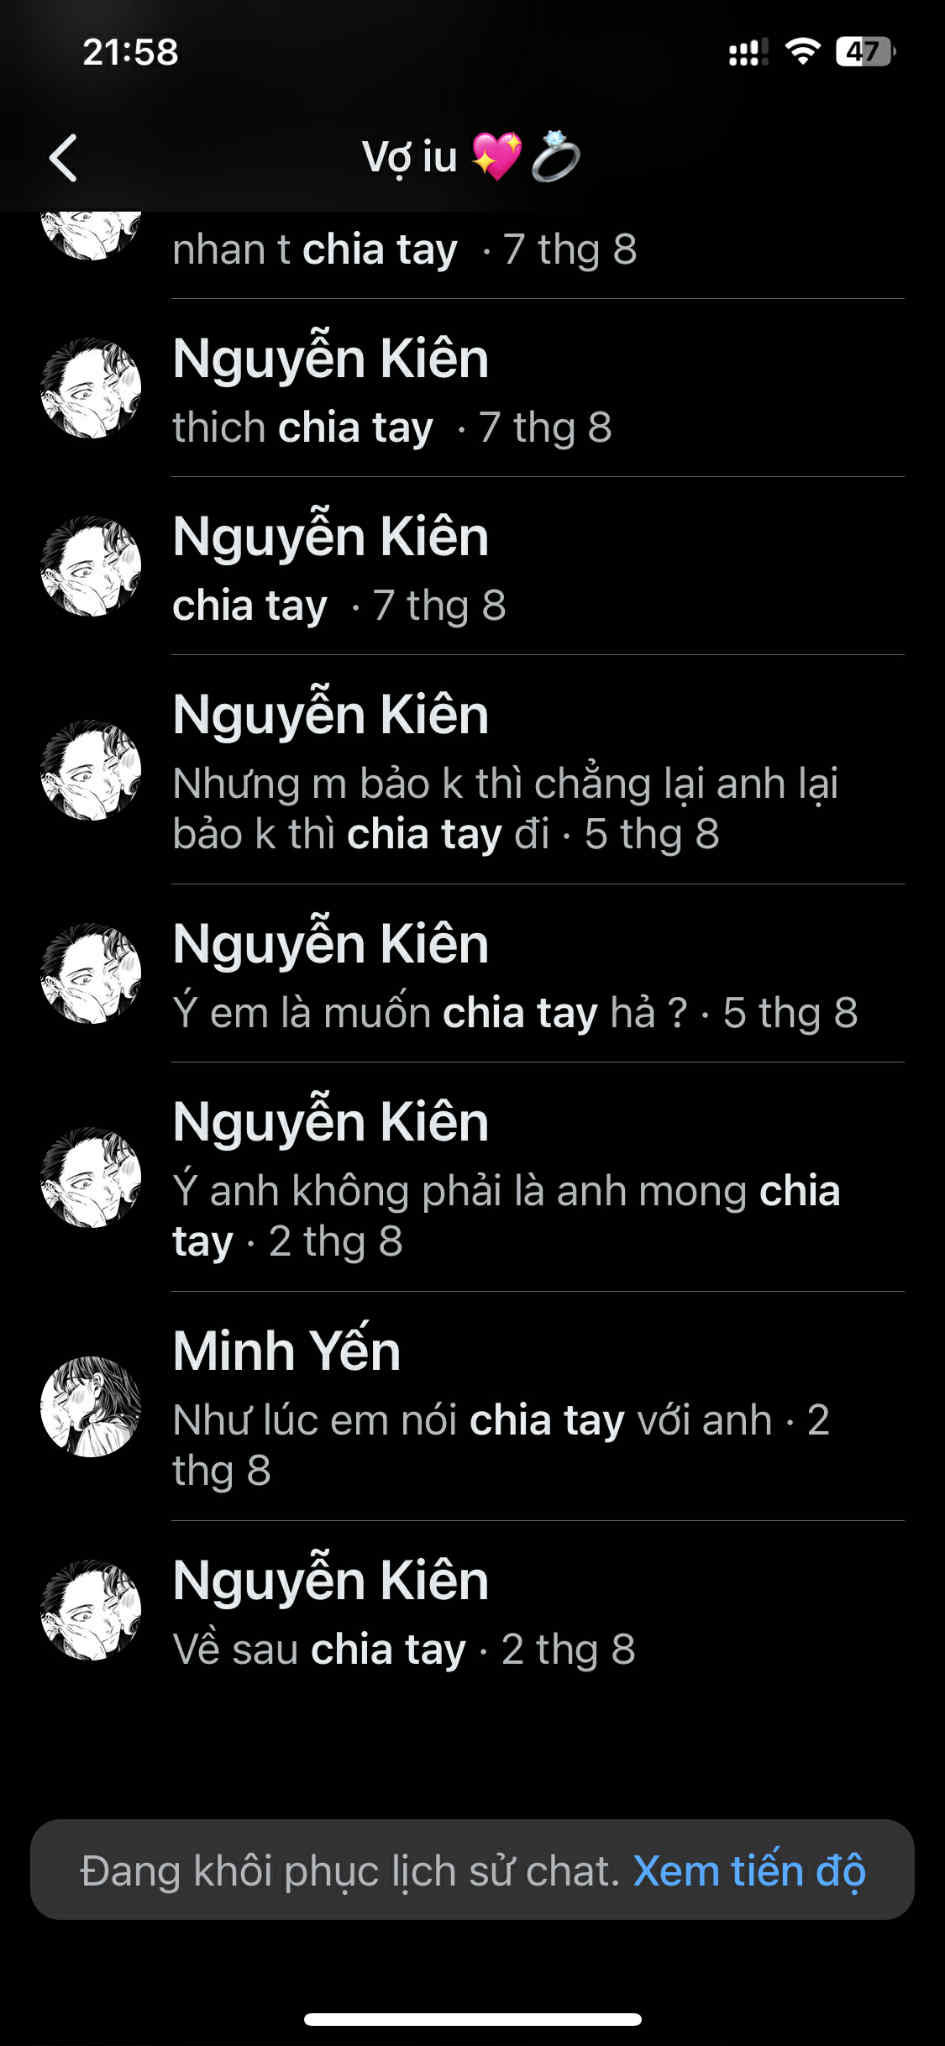 21:58
47
Vợ iu 💖💍
nhan t chia tay · 7 thg 8
Nguyễn Kiên
thich chia tay · 7 thg 8
Nguyễn Kiên
chia tay · 7 thg 8
Nguyễn Kiên
Nhưng m bảo k thì chẳng lại anh lại
bảo k thì chia tay đi · 5 thg 8
Nguyễn Kiên
Ý em là muốn chia tay hả ? · 5 thg 8
Nguyễn Kiên
Ý anh không phải là anh mong chia
tay · 2 thg 8
Minh Yến
Như lúc em nói chia tay với anh · 2
thg 8
Nguyễn Kiên
Về sau chia tay · 2 thg 8
Đang khôi phục lịch sử chat. Xem tiến độ